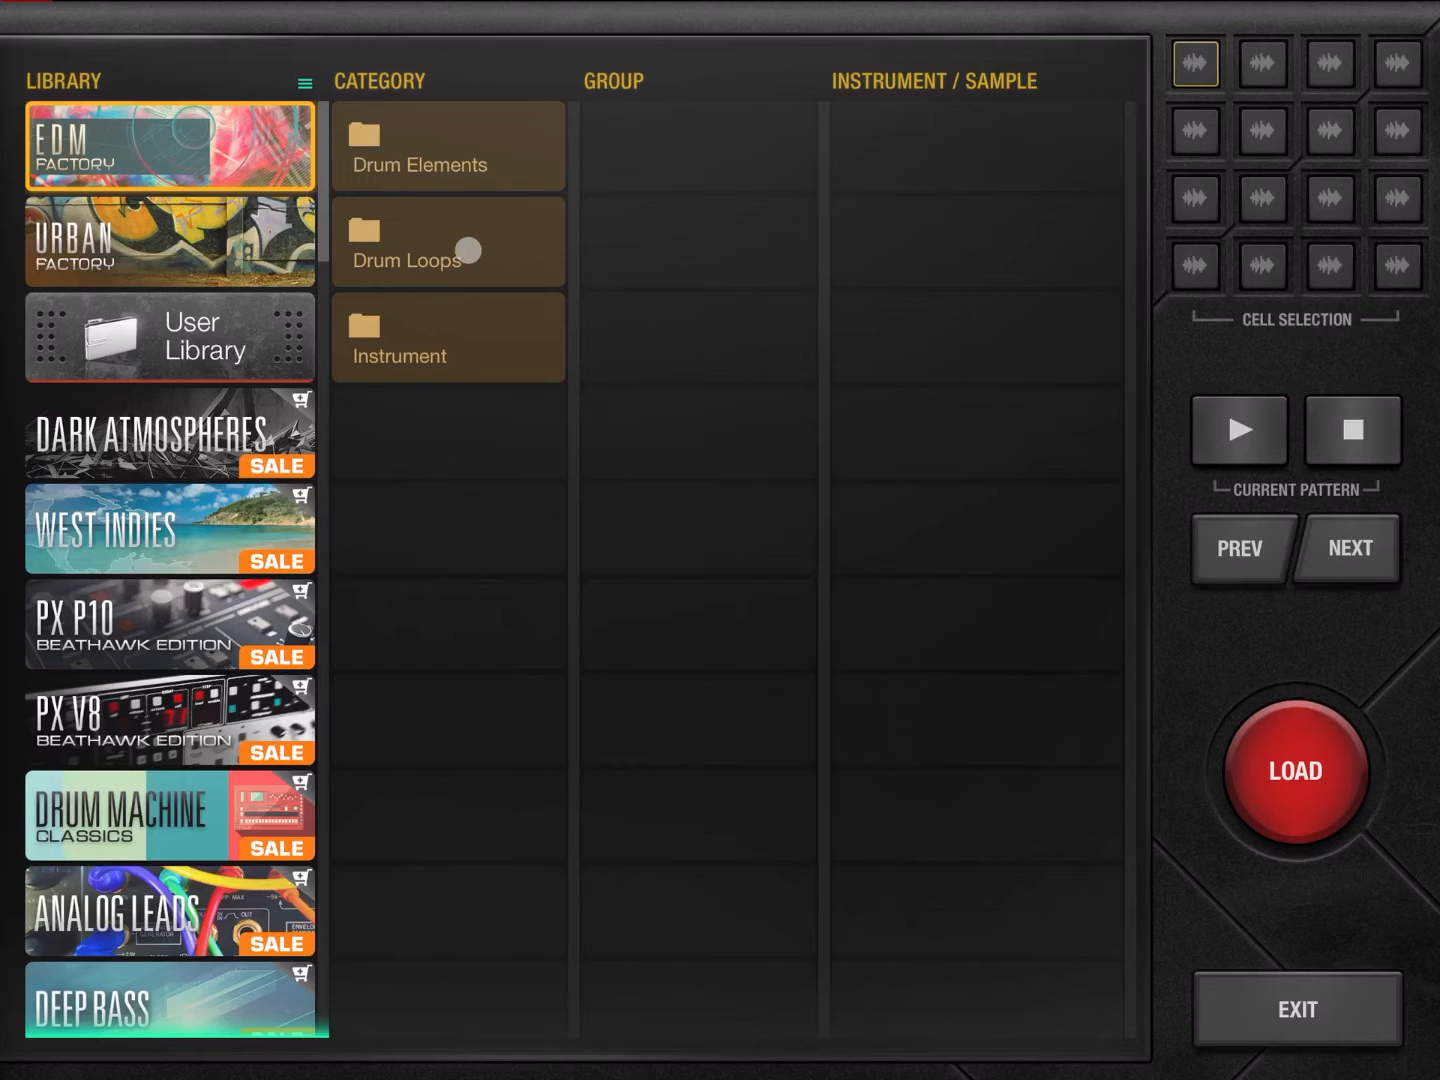 LIBRARY
CATEGORY
GROUP
INSTRUMENT / SAMPLE
EDM
FACTORY
Drum Elements
URBAN
FACTORY
Drum Loops
User
Library
Instrument
DARK ATMOSPHERES
SALE
WEST INDIES
SALE
PX P10
BEATHAWK EDITION
SALE
PX V8
BEATHAWK EDITION
SALE
DRUM MACHINE
CLASSICS
SALE
ANALOG LEADS
SALE
DEEP BASS
CELL SELECTION
CURRENT PATTERN
PREV
NEXT
LOAD
EXIT